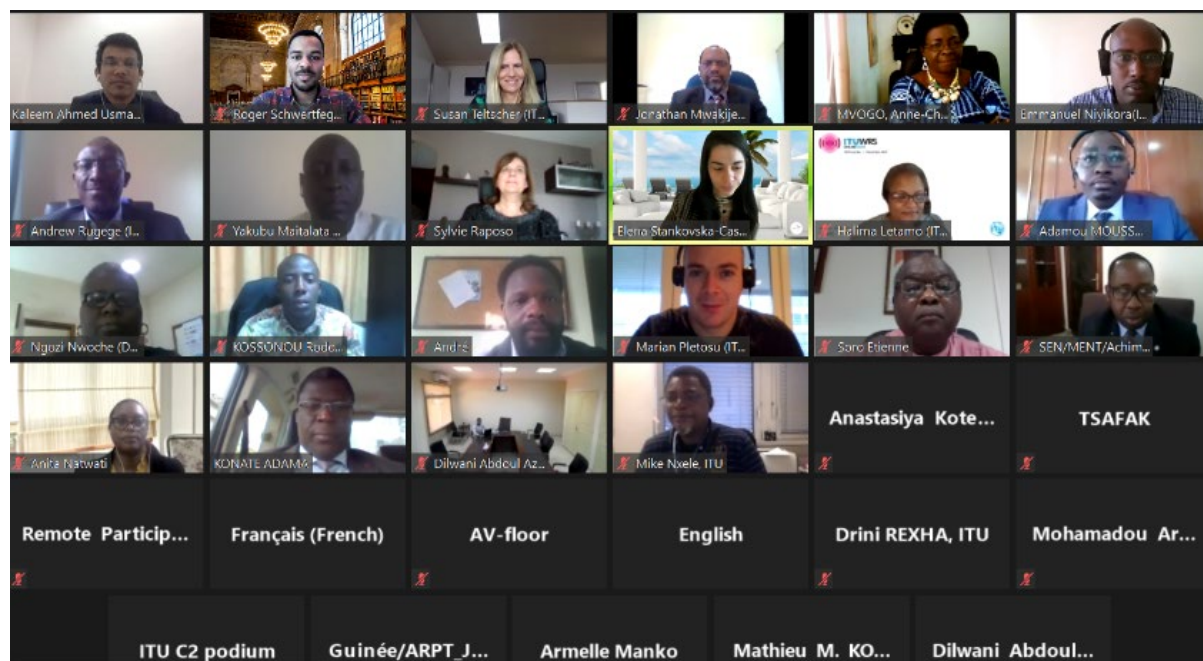 Kaleem Ahmed Usma...
Roger Schwertfeg...
Susan Teltscher (IT...
Jonathan Mwakije...
MVOGO, Anne-Ch...
Emmanuel Niyikora(I...
ITUWRS
Andrew Rugege (I...
Yakubu Maitalata ...
Sylvie Raposo
Elena Stankovska-Cas...
Halima Letamo (IT...
Adamou MOUSS...
Ngozi Nwoche (D...
KOSSONOU Rodo...
André
Marian Pletosu (IT...
Soro Etienne
SEN/MENT/Achim...
Anita Natwati
KONATE ADAMA
Dilwani Abdoul Az...
Mike Nxele, ITU
Anastasiya Kote...
TSAFAK
Remote Particip...
Français (French)
AV-floor
English
Drini REXHA, ITU
Mohamadou Ar...
ITU C2 podium
Guinée/ARPT_J...
Armelle Manko
Mathieu M. KO...
Dilwani Abdoul...